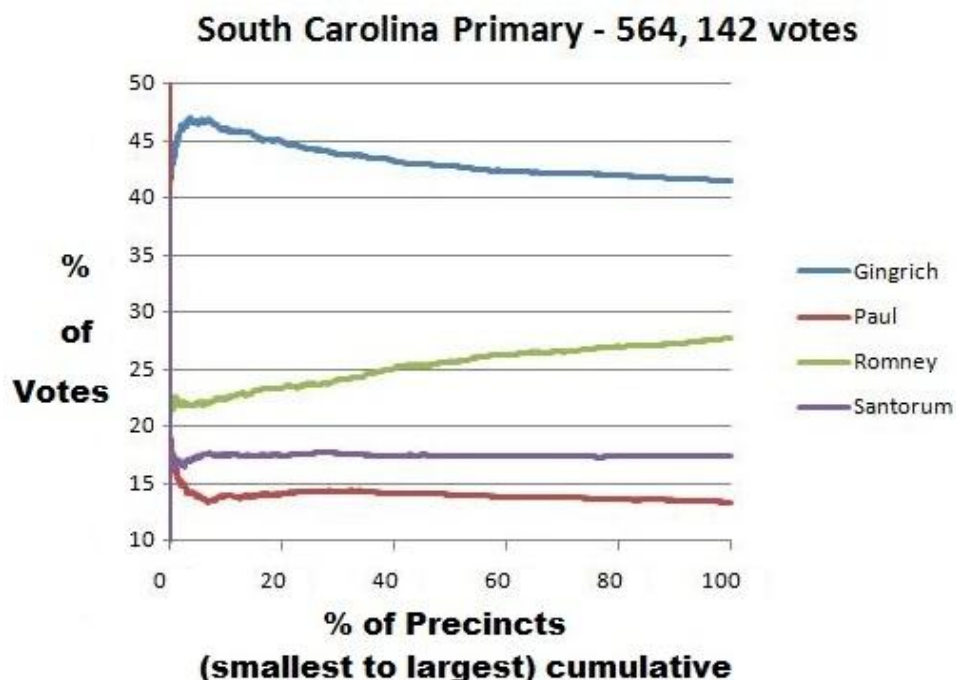 South Carolina Primary - 564, 142 votes
50
45
40
35
30
25
20
15
10
%
of
Votes
0 20 40 60 80 100
% of Precincts
(smallest to largest) cumulative
Gingrich
Paul
Romney
Santorum